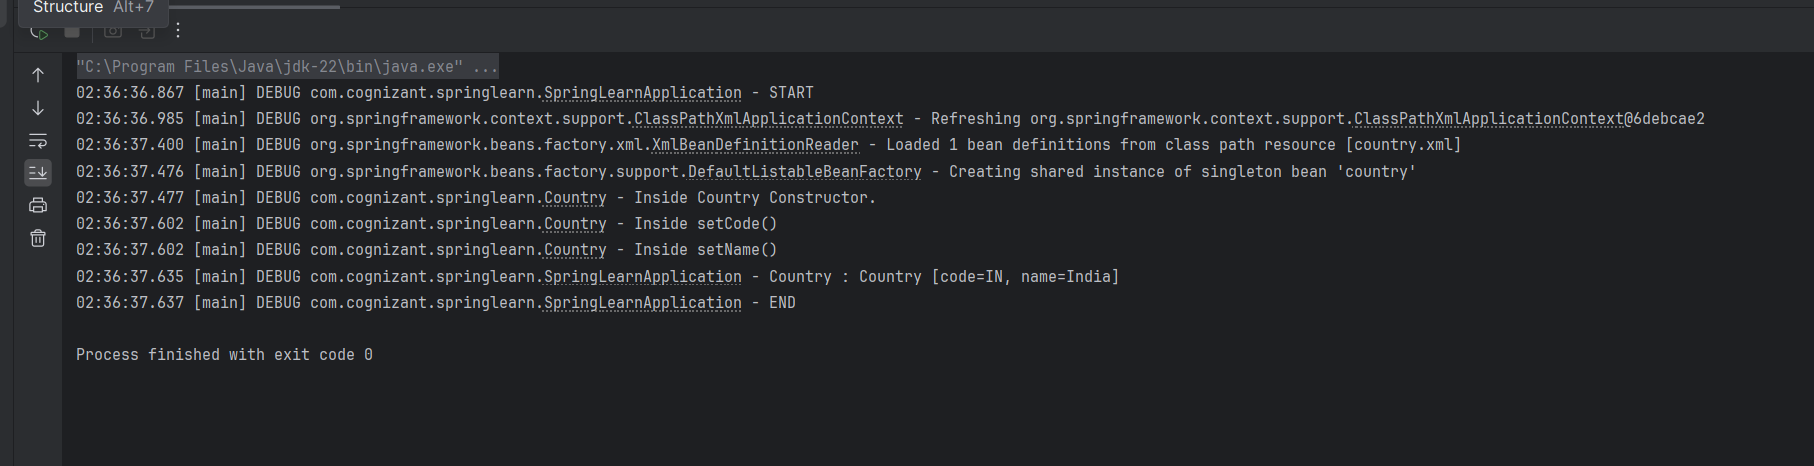 Structure Alt+7
"C:\Program Files\Java\jdk-22\bin\java.exe" ...
02:36:36.867 [main] DEBUG com.cognizant.springlearn.SpringLearnApplication - START
02:36:36.985 [main] DEBUG org.springframework.context.support.ClassPathXmlApplicationContext - Refreshing org.springframework.context.support.ClassPathXmlApplicationContext@6debcae2
02:36:37.400 [main] DEBUG org.springframework.beans.factory.xml.XmlBeanDefinitionReader - Loaded 1 bean definitions from class path resource [country.xml]
02:36:37.476 [main] DEBUG org.springframework.beans.factory.support.DefaultListableBeanFactory - Creating shared instance of singleton bean 'country'
02:36:37.477 [main] DEBUG com.cognizant.springlearn.Country - Inside Country Constructor.
02:36:37.602 [main] DEBUG com.cognizant.springlearn.Country - Inside setCode()
02:36:37.602 [main] DEBUG com.cognizant.springlearn.Country - Inside setName()
02:36:37.635 [main] DEBUG com.cognizant.springlearn.SpringLearnApplication - Country : Country [code=IN, name=India]
02:36:37.637 [main] DEBUG com.cognizant.springlearn.SpringLearnApplication - END
Process finished with exit code 0